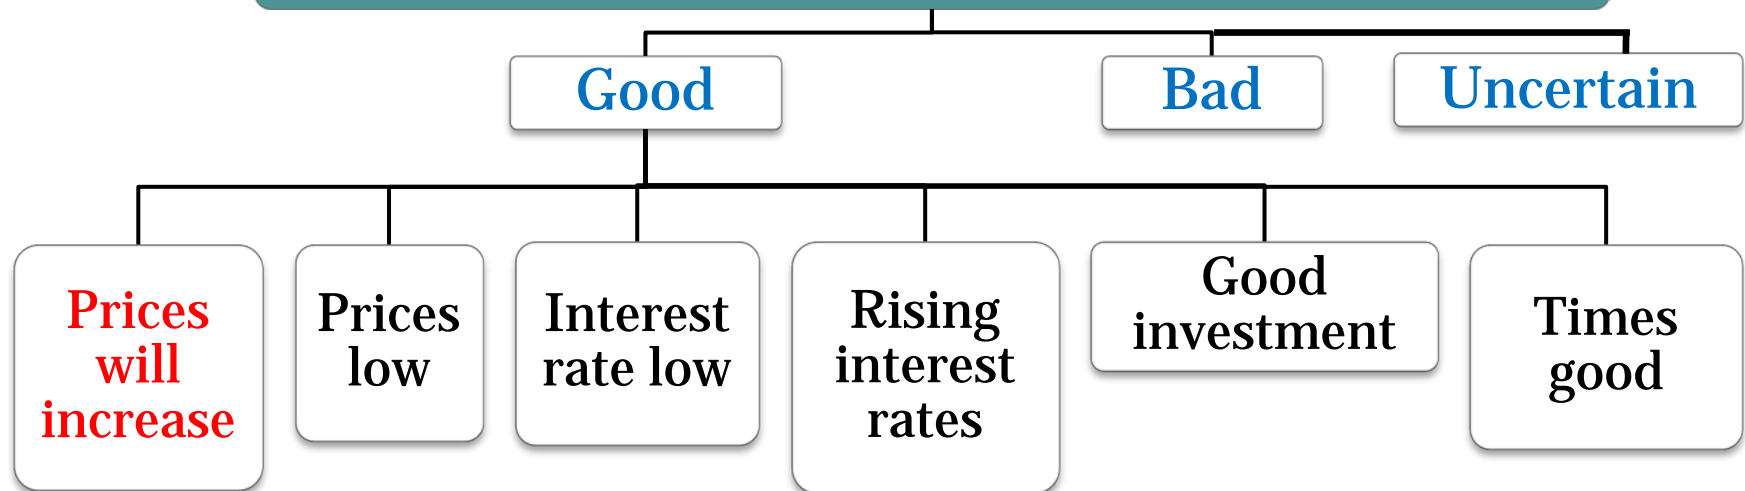 Good
Bad
Uncertain
Prices
will
increase
Prices
low
Interest
rate low
Rising
interest
rates
Good
investment
Times
good